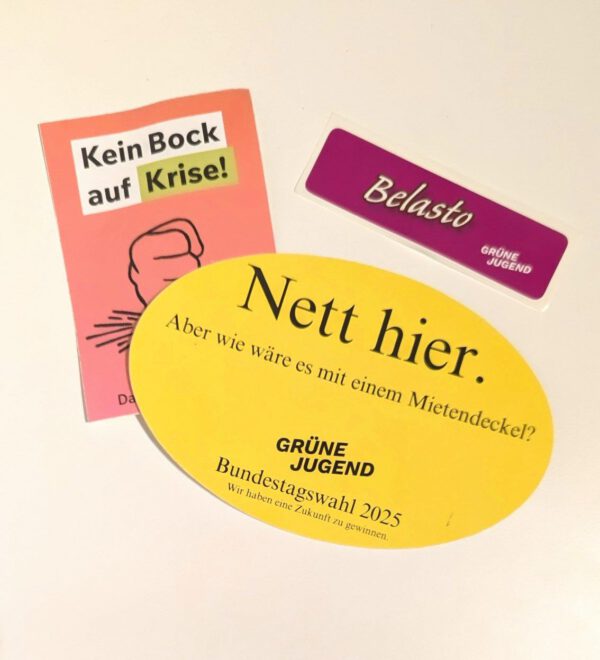 Kein Bock
auf Krise!
Da
Belasto
GRÜNE
JUGEND
Nett hier.
Aber wie wäre es mit einem Mietendeckel?
GRÜNE
JUGEND
Bundestagswahl 2025
Wir haben eine Zukunft zu gewinnen.